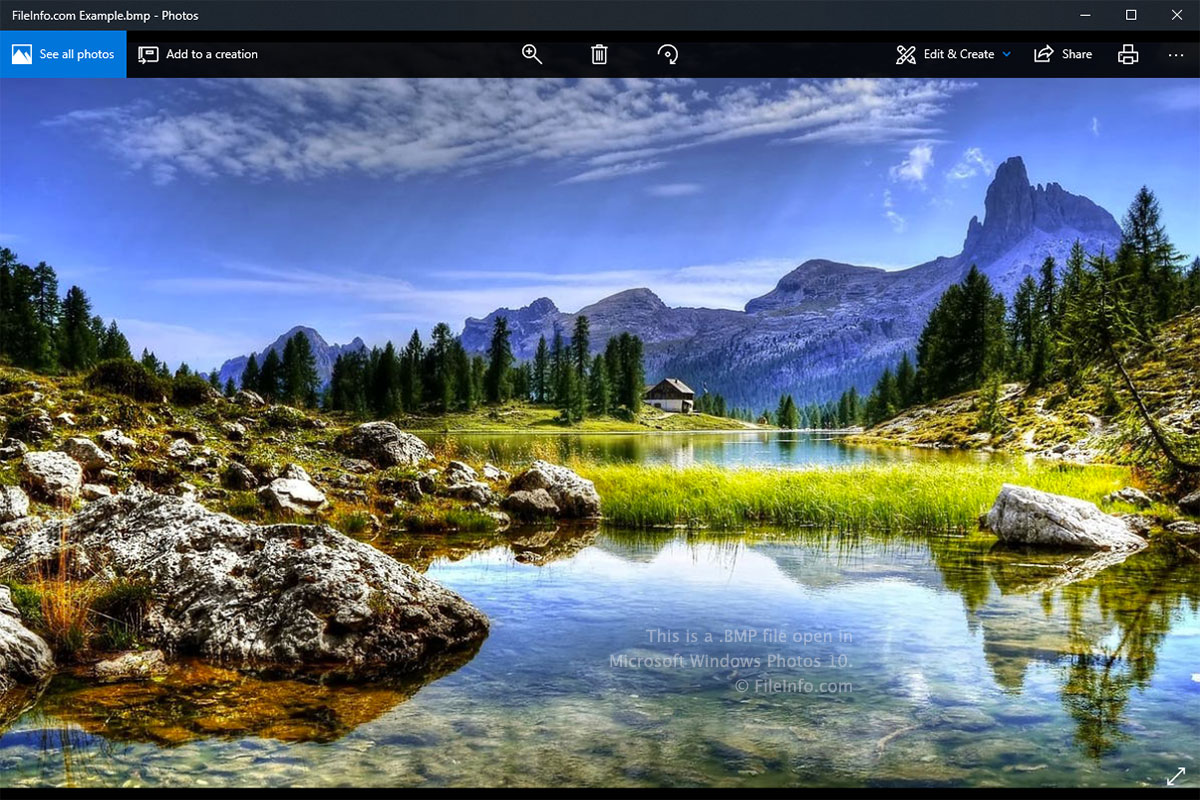 FileInfo.com Example.bmp - Photos
See all photos
Add to a creation
Edit & Create
Share
This is a .BMP file open in
Microsoft Windows Photos 10.
© FileInfo.com